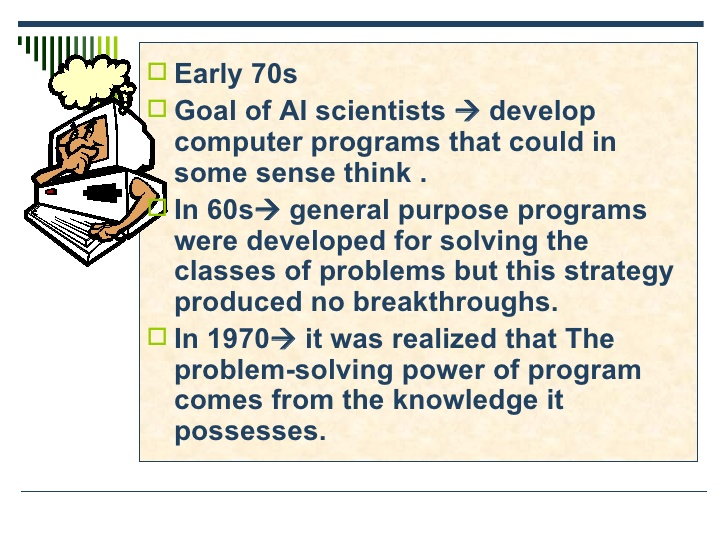 Early 70s
Goal of AI scientists → develop
computer programs that could in
some sense think .
In 60s→ general purpose programs
were developed for solving the
classes of problems but this strategy
produced no breakthroughs.
In 1970→ it was realized that The
problem-solving power of program
comes from the knowledge it
possesses.